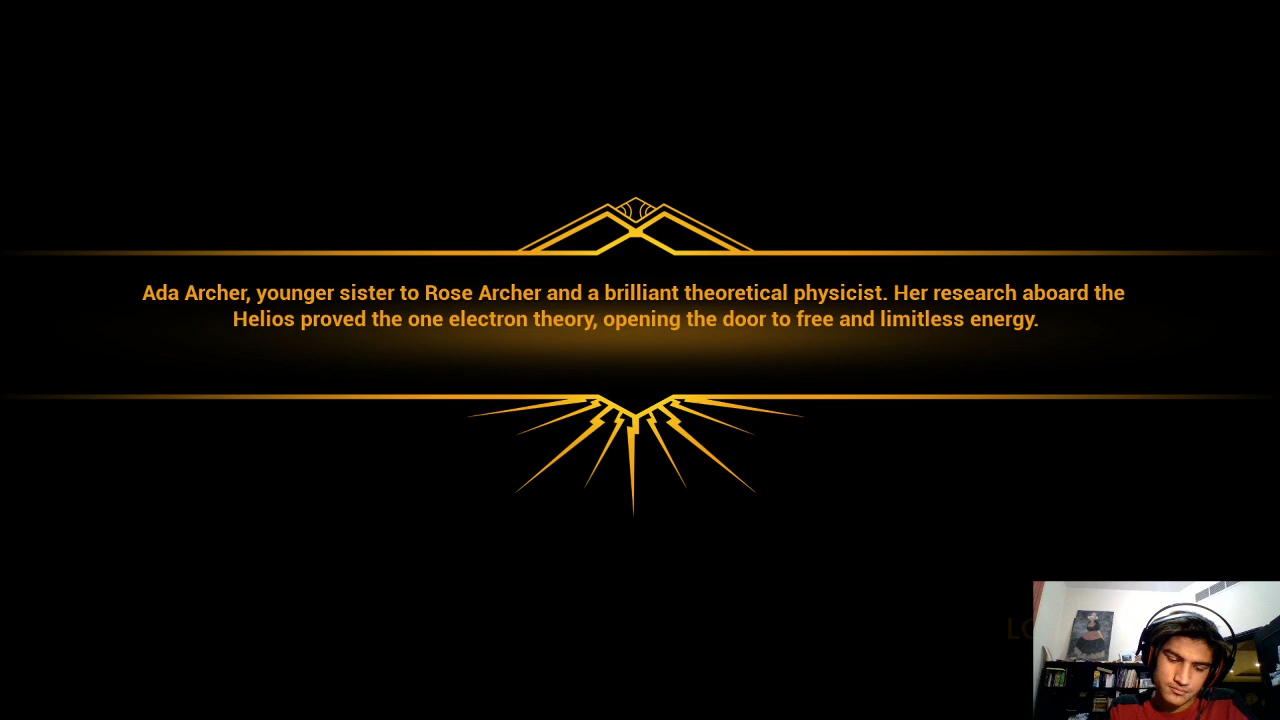 Ada Archer, younger sister to Rose Archer and a brilliant theoretical physicist. Her research aboard the
Helios proved the one electron theory, opening the door to free and limitless energy.